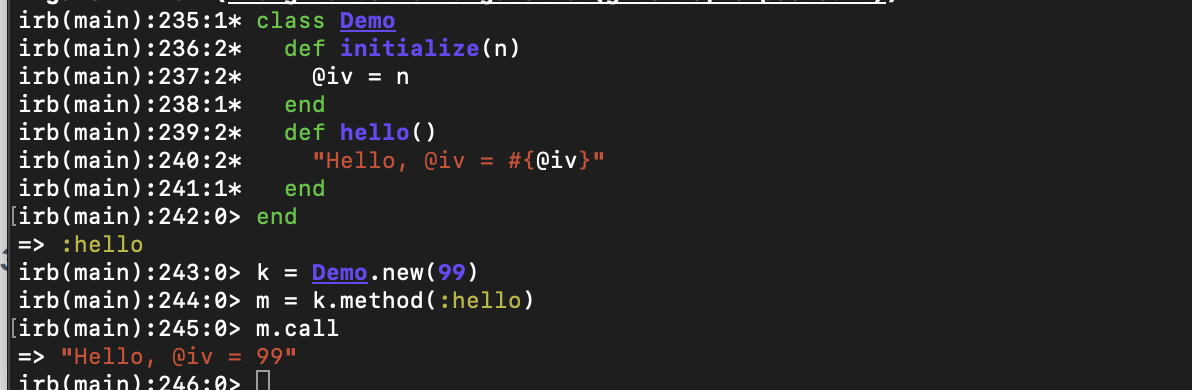 irb(main):235:1* class Demo
irb(main):236:2*   def initialize(n)
irb(main):237:2*     @iv = n
irb(main):238:1*   end
irb(main):239:2*   def hello()
irb(main):240:2*     "Hello, @iv = #{@iv}"
irb(main):241:1*   end
[irb(main):242:0> end
=> :hello
irb(main):243:0> k = Demo.new(99)
irb(main):244:0> m = k.method(:hello)
[irb(main):245:0> m.call
=> "Hello, @iv = 99"
irb(main):246:0>